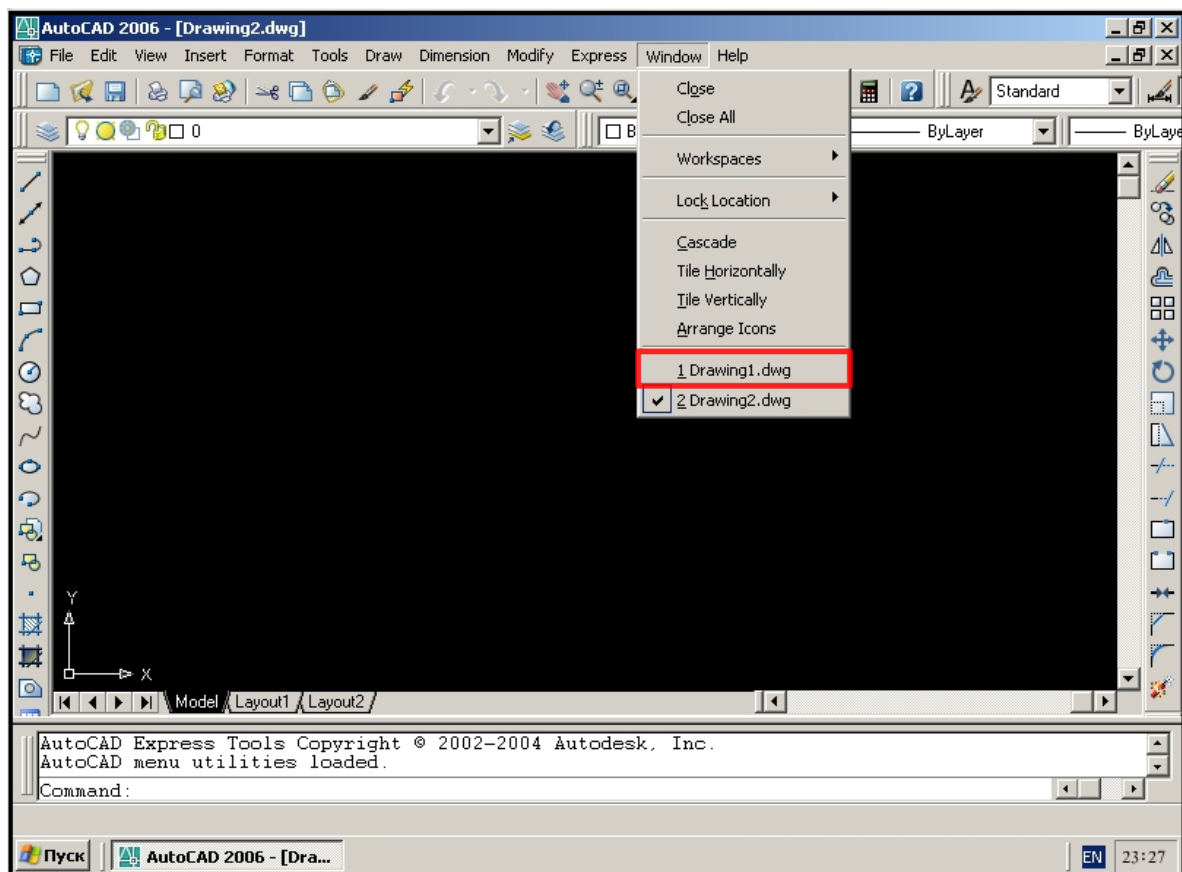 AutoCAD 2006 - [Drawing2.dwg]
File Edit View Insert Format Tools Draw Dimension Modify Express Window Help
Standard
0
B
ByLayer
ByLaye
Close
Close All
Workspaces
Lock Location
Cascade
Tile Horizontally
Tile Vertically
Arrange Icons
1 Drawing1.dwg
2 Drawing2.dwg
Y
X
Model Layout1 Layout2
AutoCAD Express Tools Copyright © 2002-2004 Autodesk, Inc.
AutoCAD menu utilities loaded.
Command:
Пуск
AutoCAD 2006 - [Dra...
EN
23:27